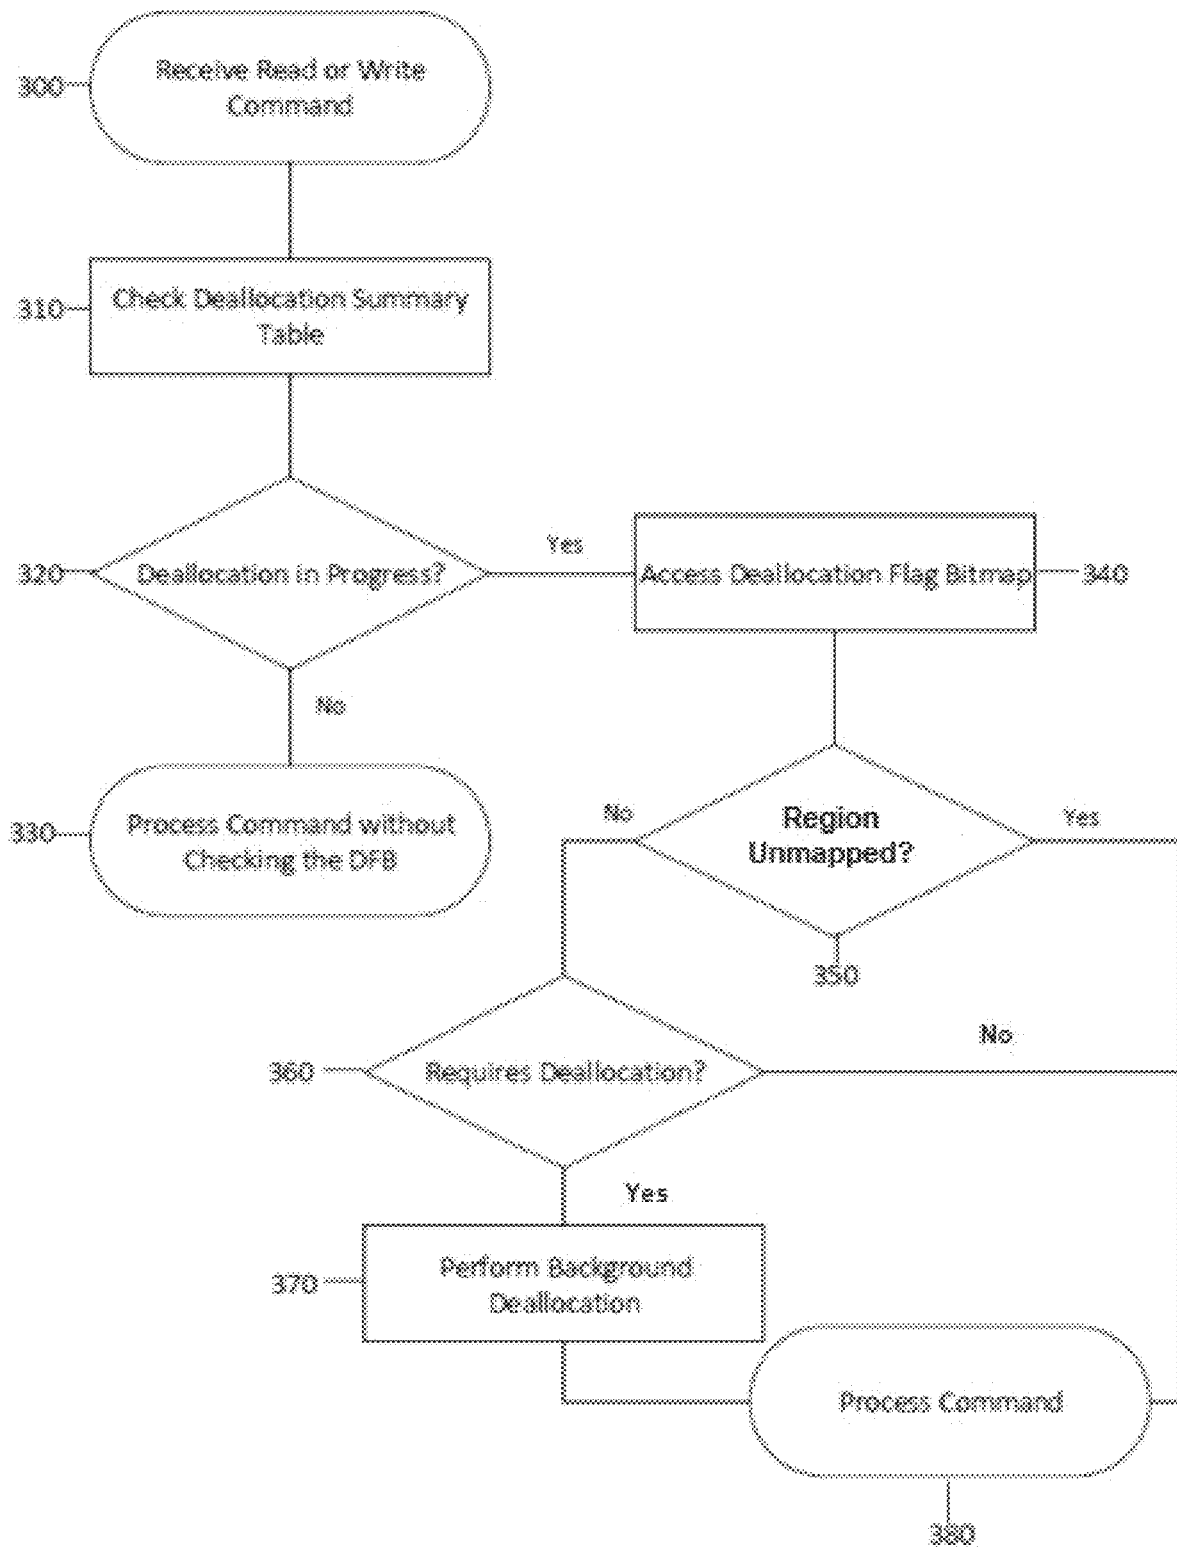 Receive Read or Write
Command
300
Check Deallocation Summary
Table
310
Deallocation in Progress?
320
Yes
Access Deallocation Flag Bitmap
340
No
Process Command without
Checking the DFB
330
No
Region
Unmapped?
Yes
350
Requires Deallocation?
360
No
Yes
Perform Background
Deallocation
370
Process Command
380